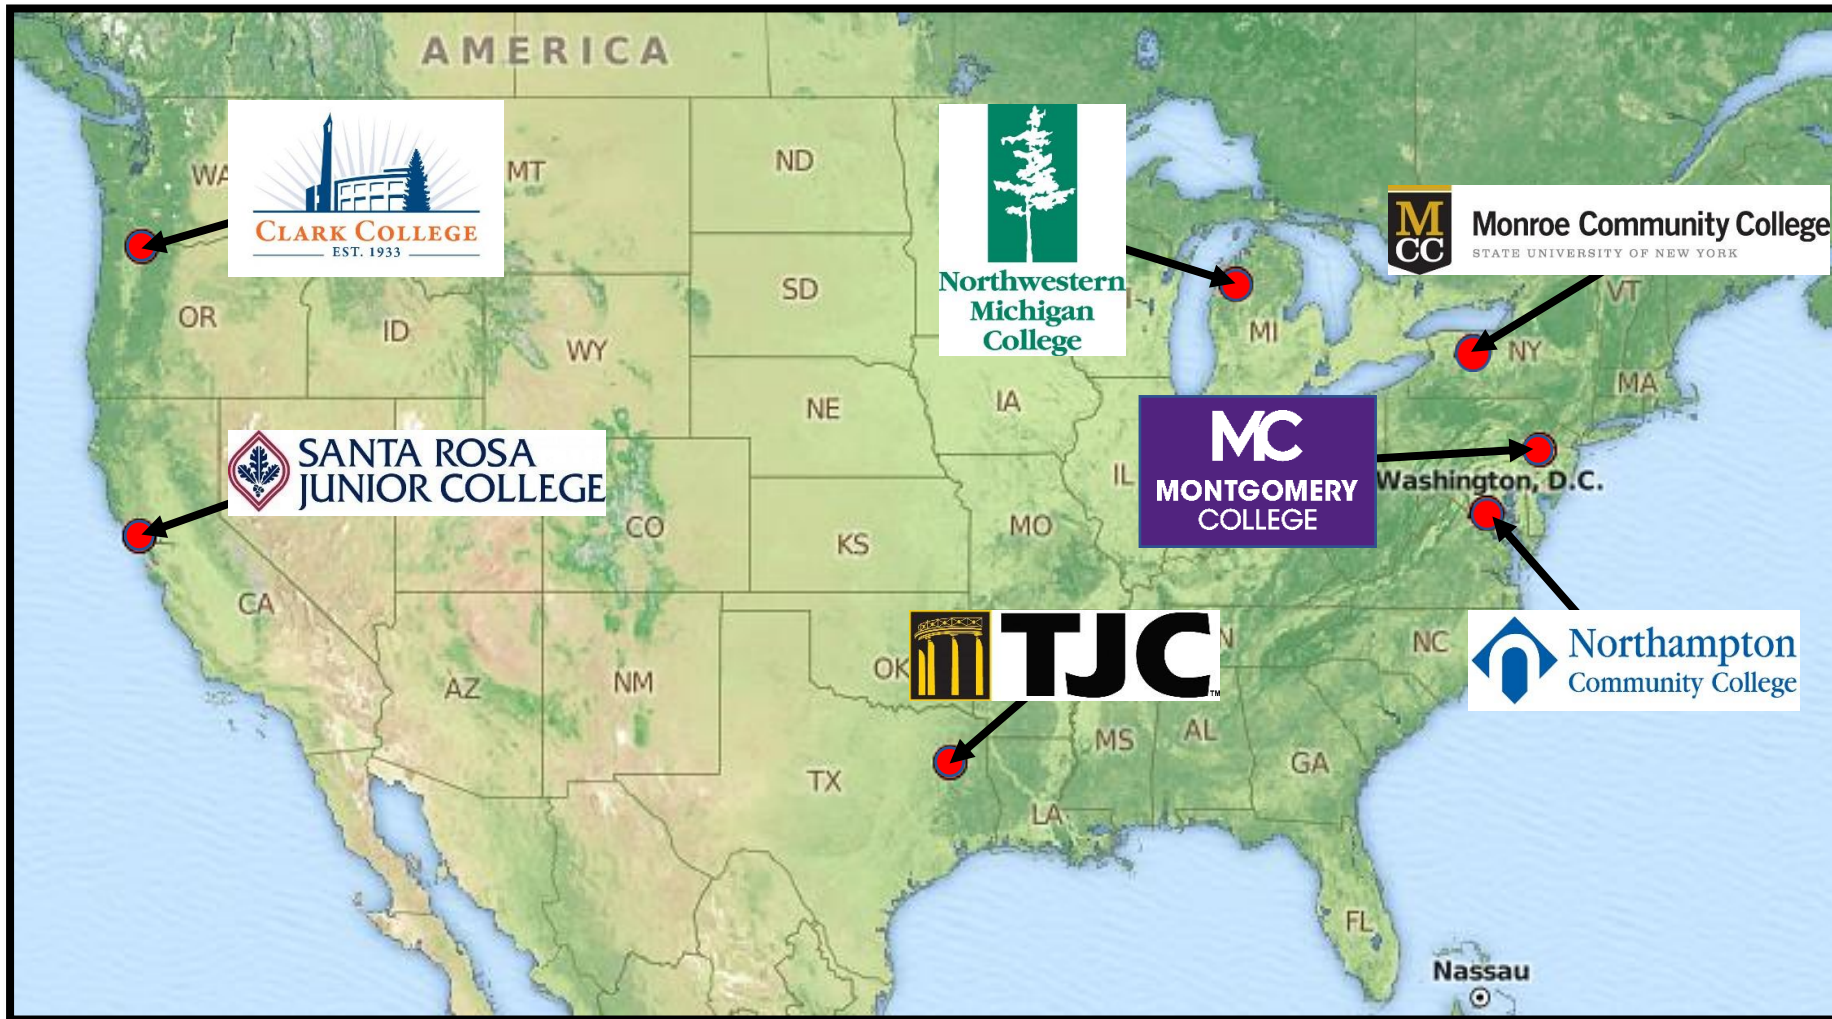 AMERICA
WA
MT
ND
SD
OR
ID
WY
NE
IA
MI
NY
VT
MA
IL
CO
KS
MO
CA
AZ
NM
OK
TX
NC
MS
AL
GA
LA
FL
Washington, D.C.
Nassau
CLARK COLLEGE
EST. 1933
Northwestern
Michigan
College
MCC
Monroe Community College
STATE UNIVERSITY OF NEW YORK
SANTA ROSA
JUNIOR COLLEGE
MC
MONTGOMERY
COLLEGE
TJC
TM
Northampton
Community College